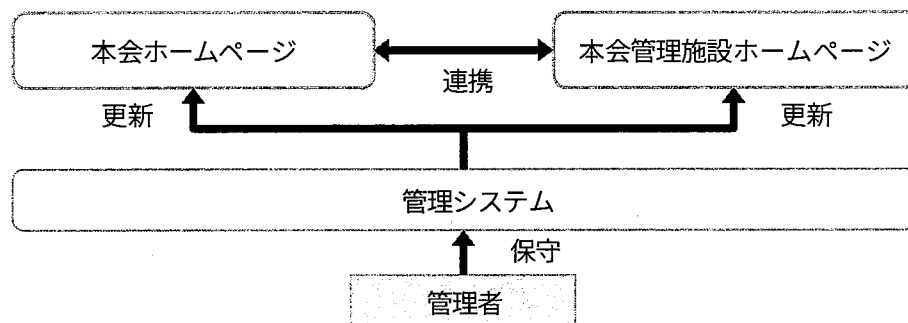 本会ホームページ
本会管理施設ホームページ
連携
更新
更新
管理システム
保守
管理者